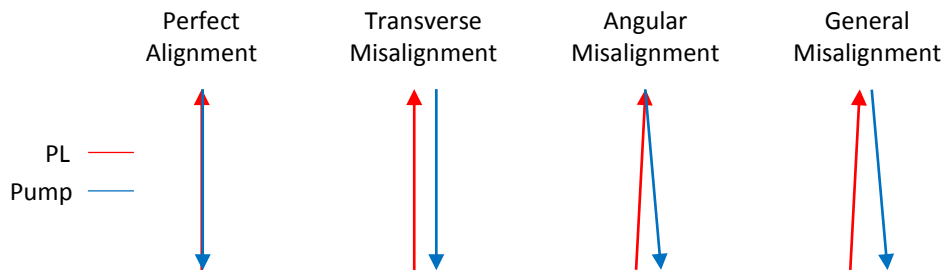 Perfect
Alignment
Transverse
Misalignment
Angular
Misalignment
General
Misalignment
PL
Pump